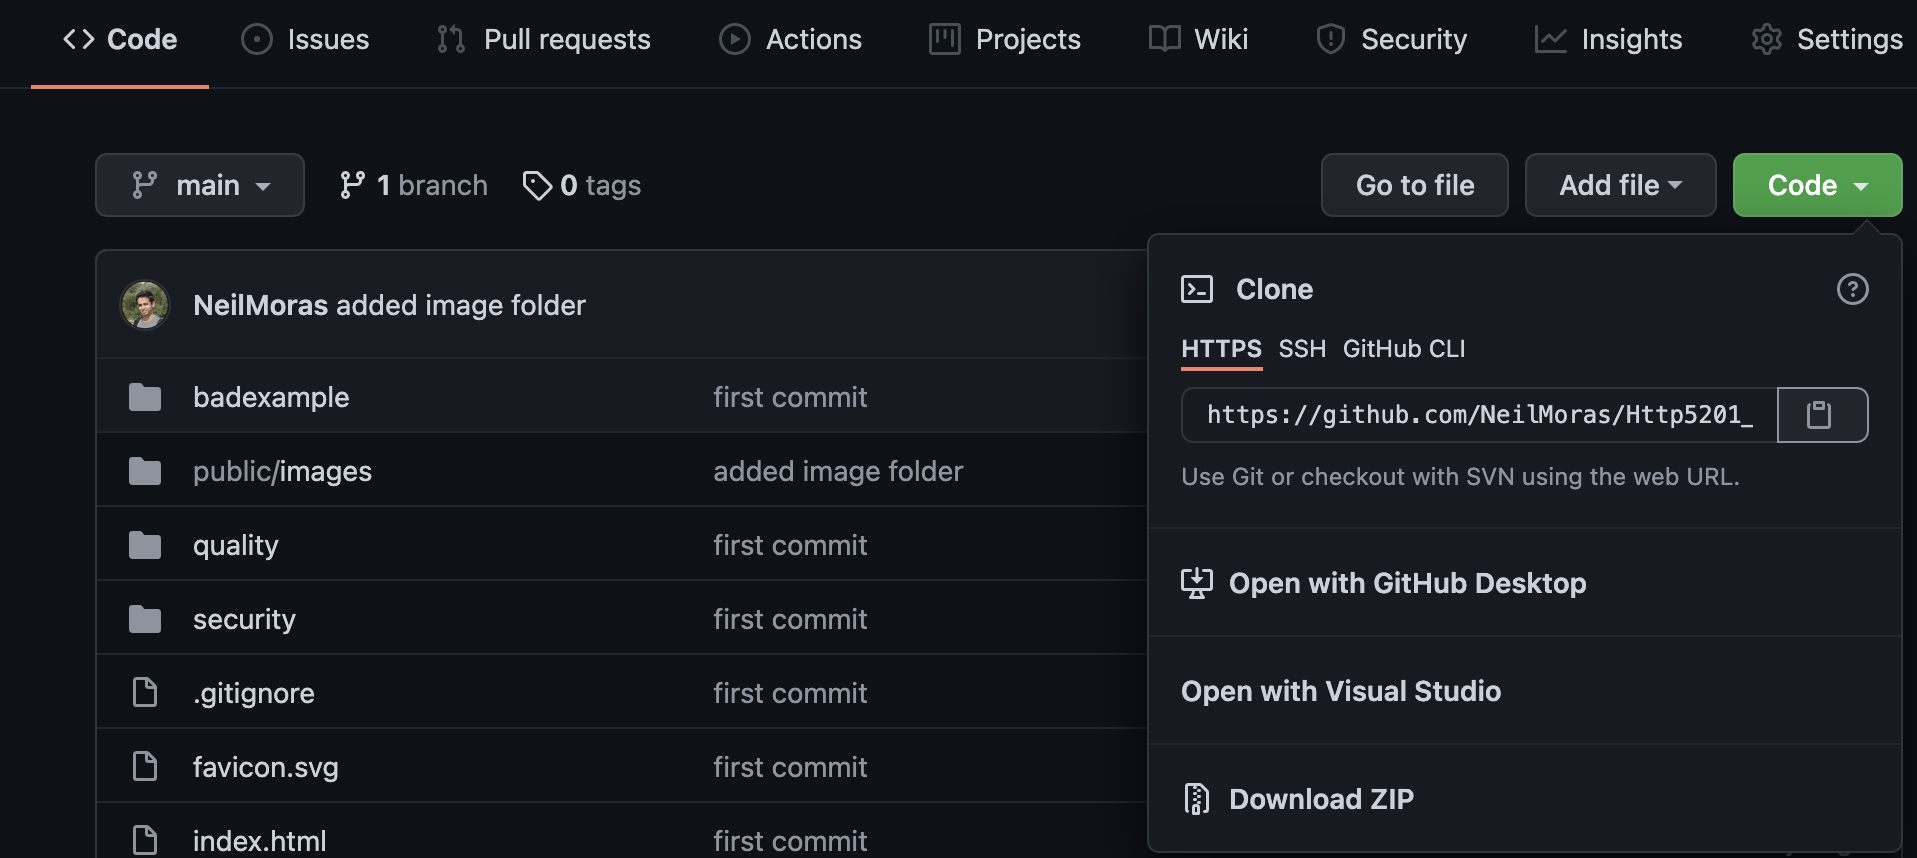 Code Issues Pull requests Actions Projects Wiki Security Insights Settings
main 1 branch 0 tags Go to file Add file Code
NeilMoras added image folder
badexample first commit
public/images added image folder
quality first commit
security first commit
.gitignore first commit
favicon.svg first commit
index.html first commit
Clone
HTTPS SSH GitHub CLI
https://github.com/NeilMoras/Http5201_
Use Git or checkout with SVN using the web URL.
Open with GitHub Desktop
Open with Visual Studio
Download ZIP